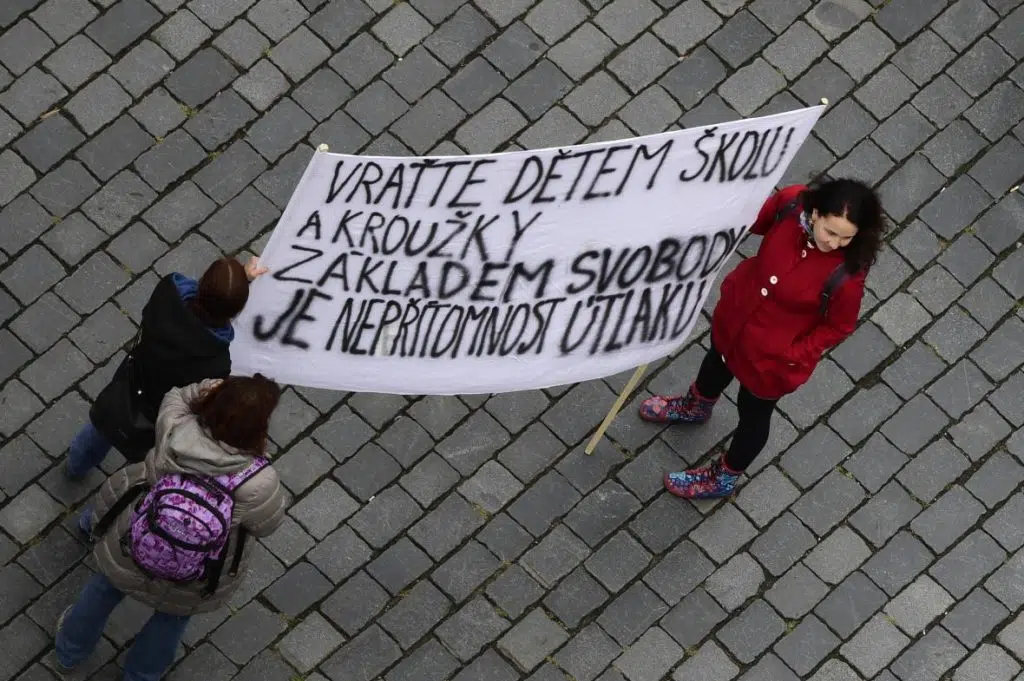 VRAŤTE DĚTEM ŠKOLU
A KROUŽKY
ZÁKLADEM SVOBODY
JE NEPŘÍTOMNOST ÚTLAKU